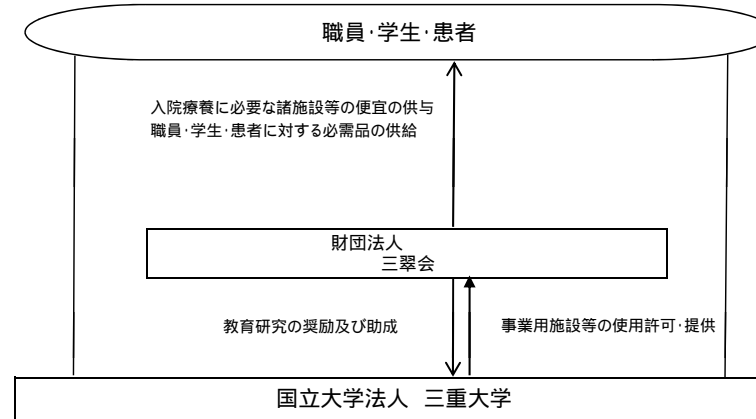 職員・学生・患者
入院療養に必要な諸施設等の便宜の供与
職員・学生・患者に対する必需品の供給
財団法人
三翠会
教育研究の奨励及び助成
事業用施設等の使用許可・提供
国立大学法人 三重大学